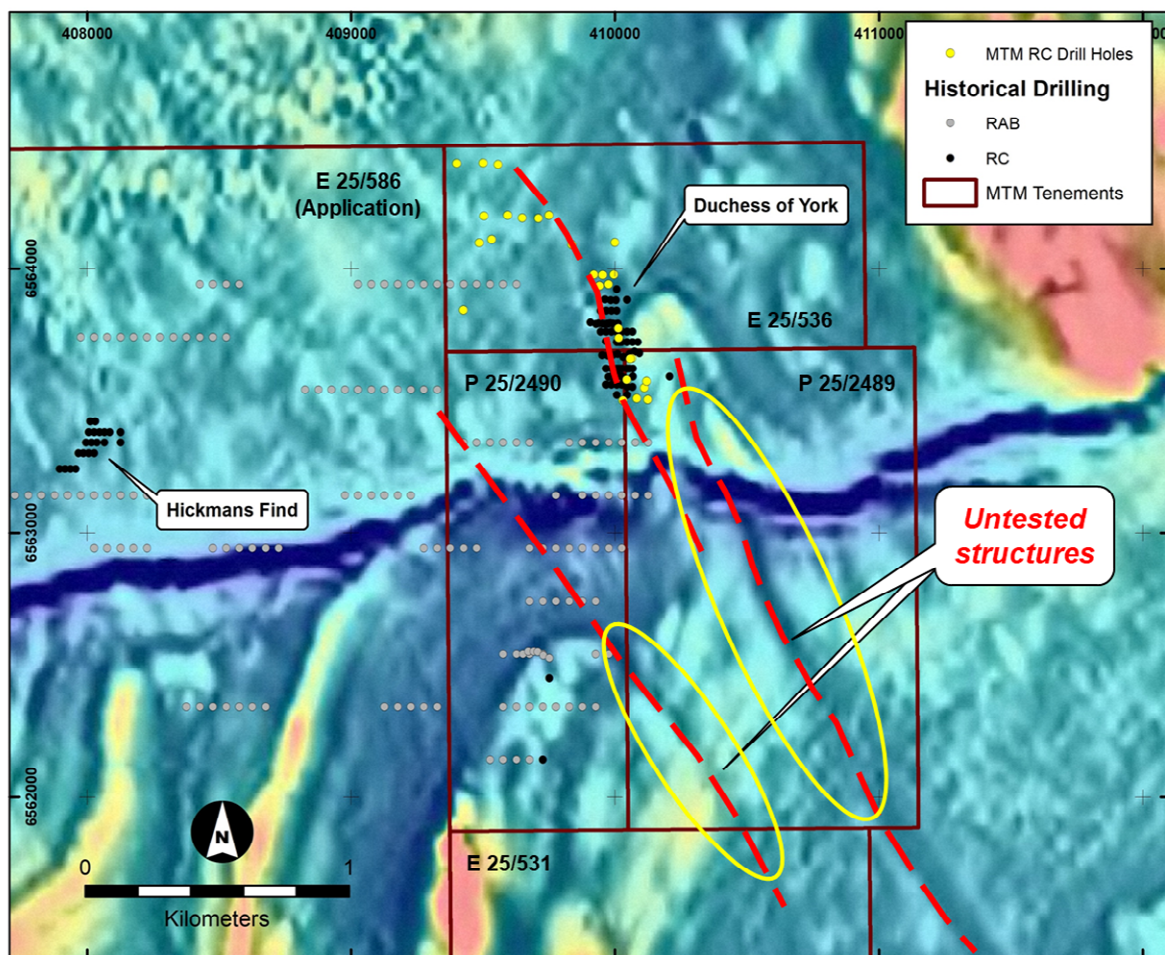 408000
409000
410000
411000
MTM RC Drill Holes
Historical Drilling
RAB
RC
MTM Tenements
E 25/586
(Application)
Duchess of York
6564000
E 25/536
P 25/2490
P 25/2489
Hickmans Find
Untested
structures
6563000
6562000
N
E 25/531
0
1
Kilometers